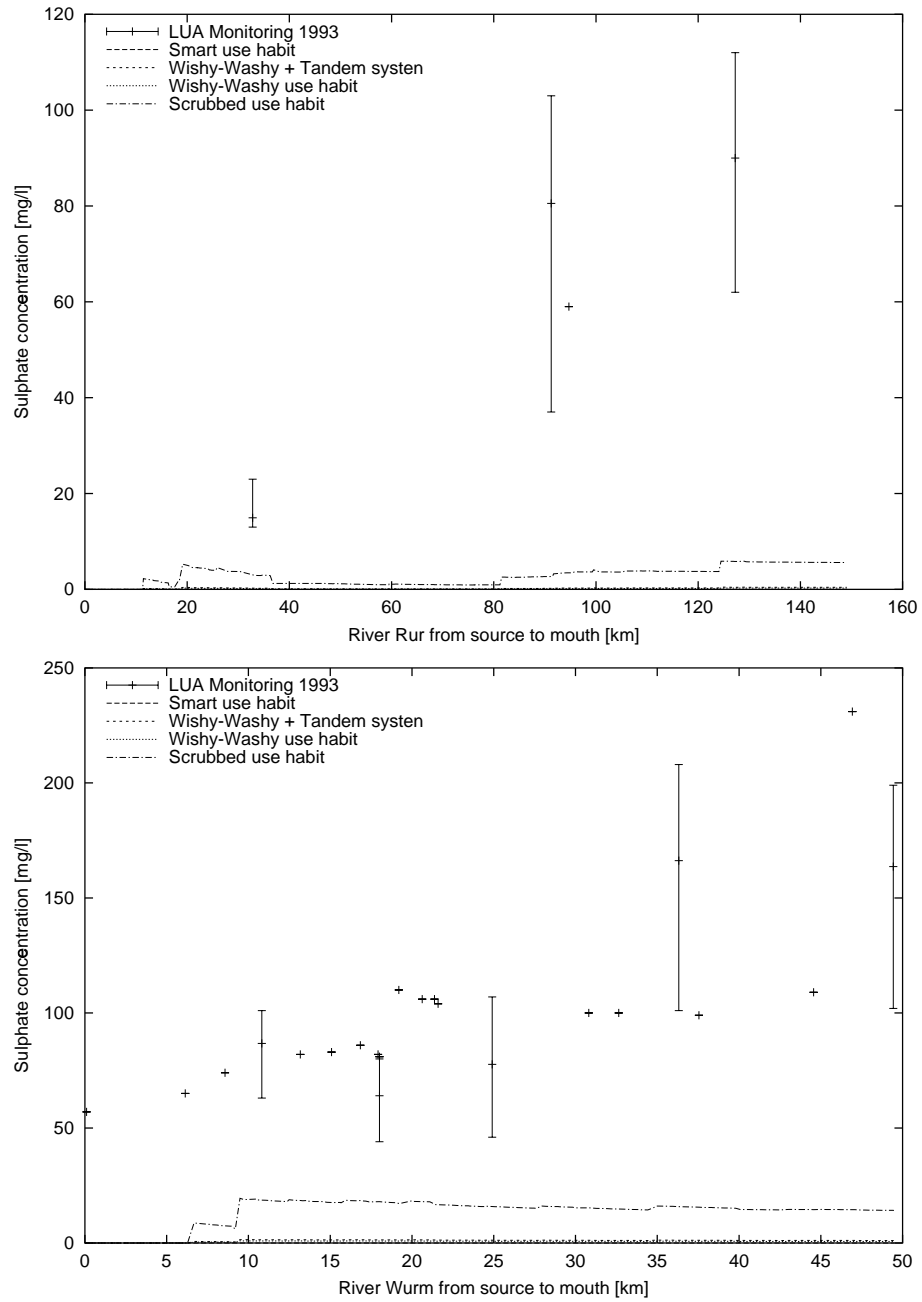 120
100
80
60
40
20
0
Sulphate concentration [mg/l]
LUA Monitoring 1993
Smart use habit
Wishy-Washy + Tandem systen
Wishy-Washy use habit
Scrubbed use habit
0 20 40 60 80 100 120 140 160
River Rur from source to mouth [km]
250
200
150
100
50
0
Sulphate concentration [mg/l]
LUA Monitoring 1993
Smart use habit
Wishy-Washy + Tandem systen
Wishy-Washy use habit
Scrubbed use habit
0 5 10 15 20 25 30 35 40 45 50
River Wurm from source to mouth [km]